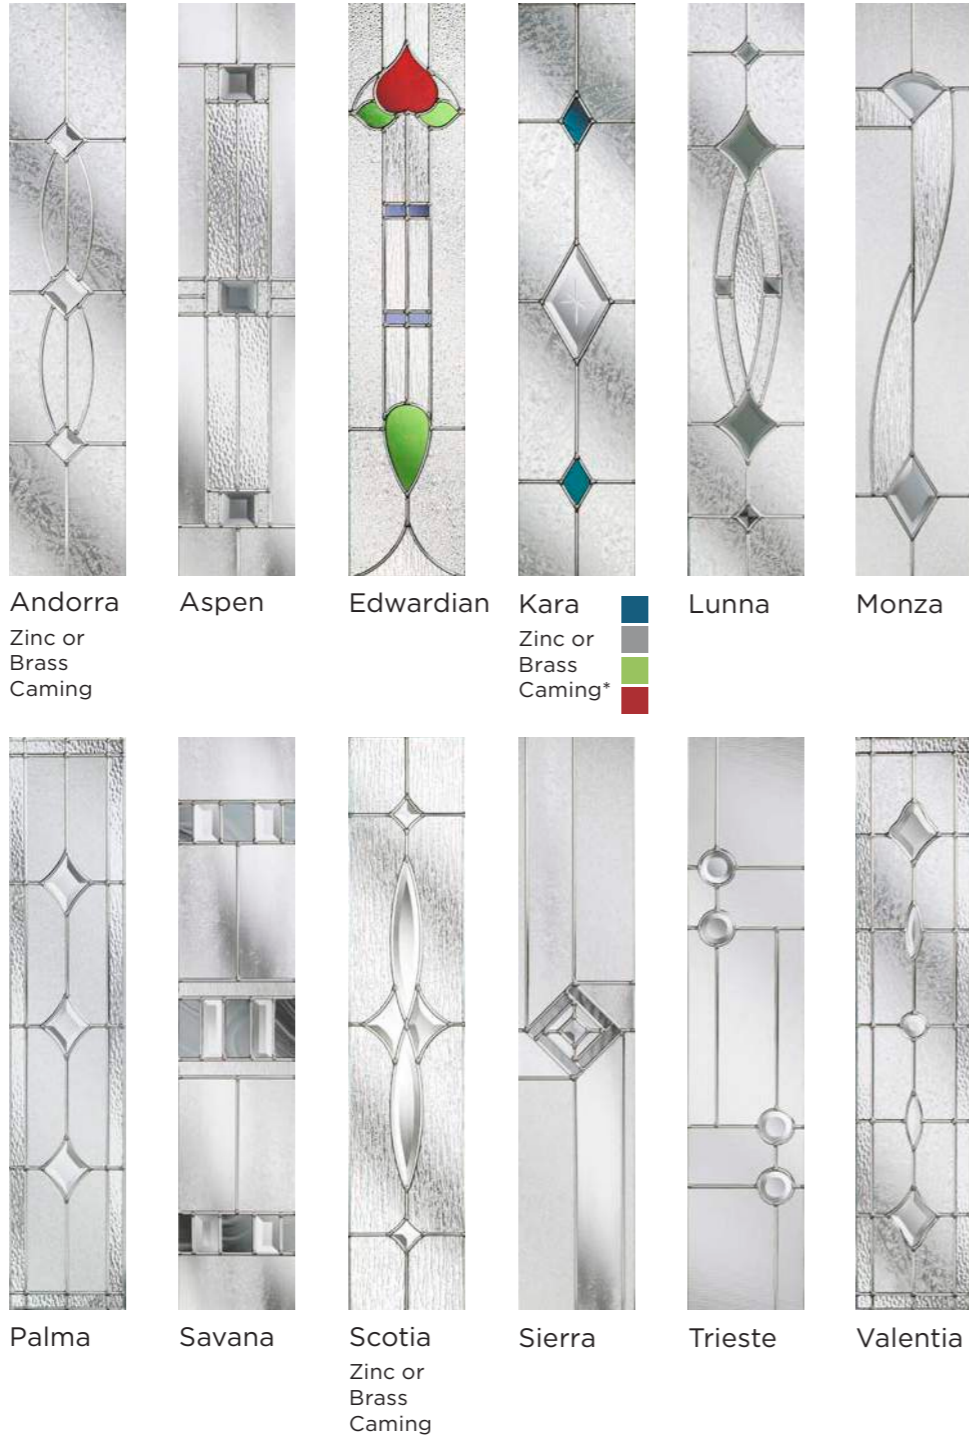 Andorra
Zinc or
Brass
Caming
Aspen
Edwardian
Kara
Zinc or
Brass
Caming*
Lunna
Monza
Palma
Savana
Scotia
Zinc or
Brass
Caming
Sierra
Trieste
Valentia